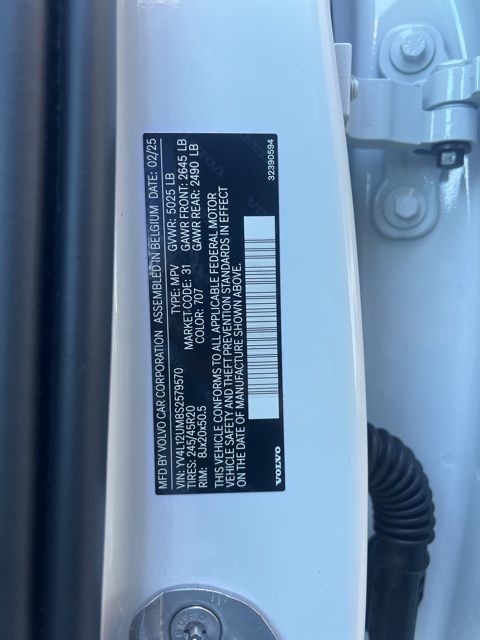 MFD BY VOLVO CAR CORPORATION ASSEMBLED IN BELGIUM DATE: 02/25
VIN: YV4L12UM8S2579570 TYPE: MPV GVWR: 5025 LB
TIRES: 245/45R20 MARKET-CODE: 31 GAWR FRONT: 2645 LB
RIM: 8Jx20x50.5 COLOR: 707 GAWR REAR: 2490 LB
THIS VEHICLE CONFORMS TO ALL APPLICABLE FEDERAL MOTOR
VEHICLE SAFETY AND THEFT PREVENTION STANDARDS IN EFFECT
ON THE DATE OF MANUFACTURE SHOWN ABOVE.
VOLVO
32390594